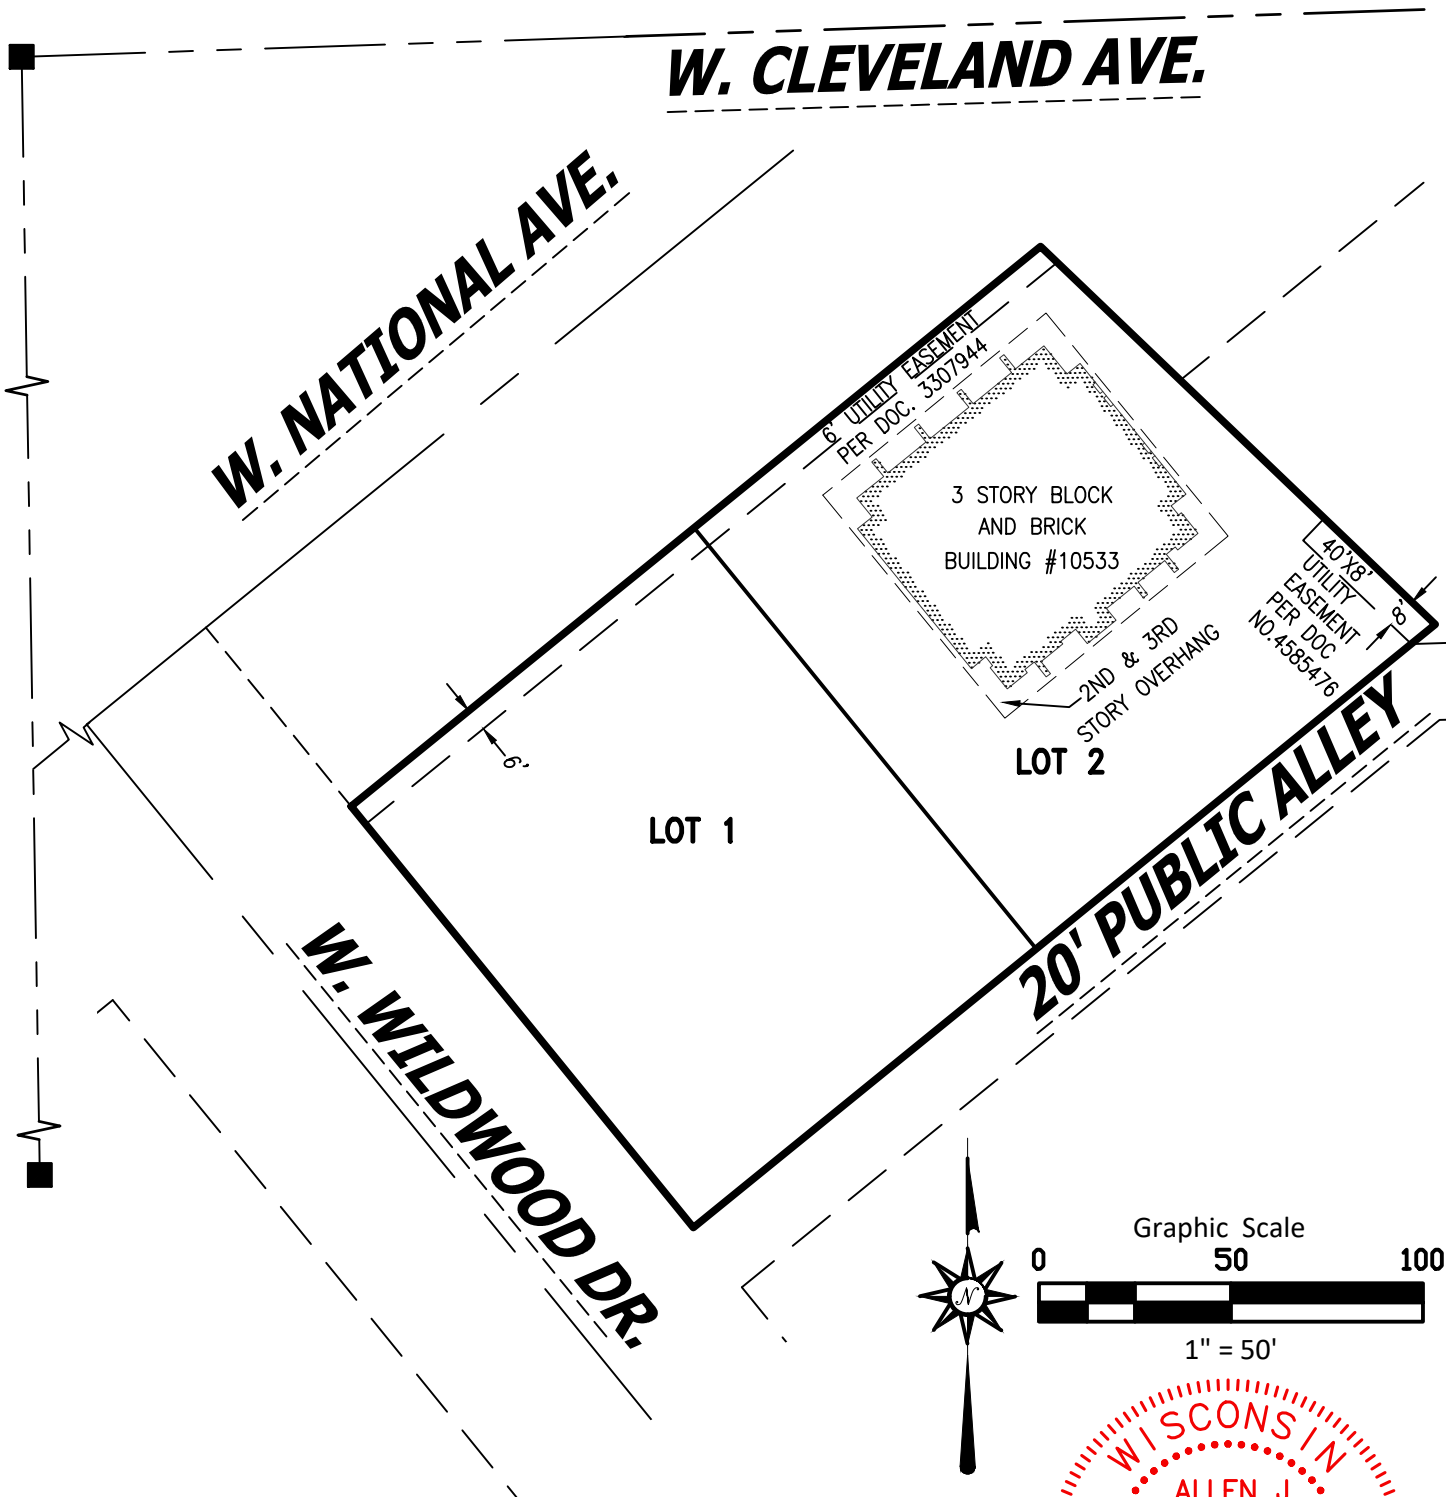 W. CLEVELAND AVE.
W. NATIONAL AVE.
6' UTILITY EASEMENT
PER DOC. 3307944
3 STORY BLOCK
AND BRICK
BUILDING #10533
40'X8'
UTILITY
EASEMENT
PER DOC
NO.4585476
8'
2ND & 3RD
STORY OVERHANG
LOT 2
6'
LOT 1
20' PUBLIC ALLEY
W. WILDWOOD DR.
N
Graphic Scale
0 50 100
1" = 50'
WISCONSIN
ALLEN J.